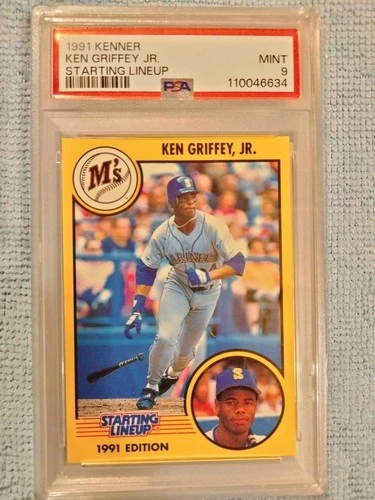 1991 KENNER
KEN GRIFFEY JR.
STARTING LINEUP
MINT
9
PSA
110046634
M's
KEN GRIFFEY, JR.
MARINERS
S
S
STARTING
LINEUP
1991 EDITION